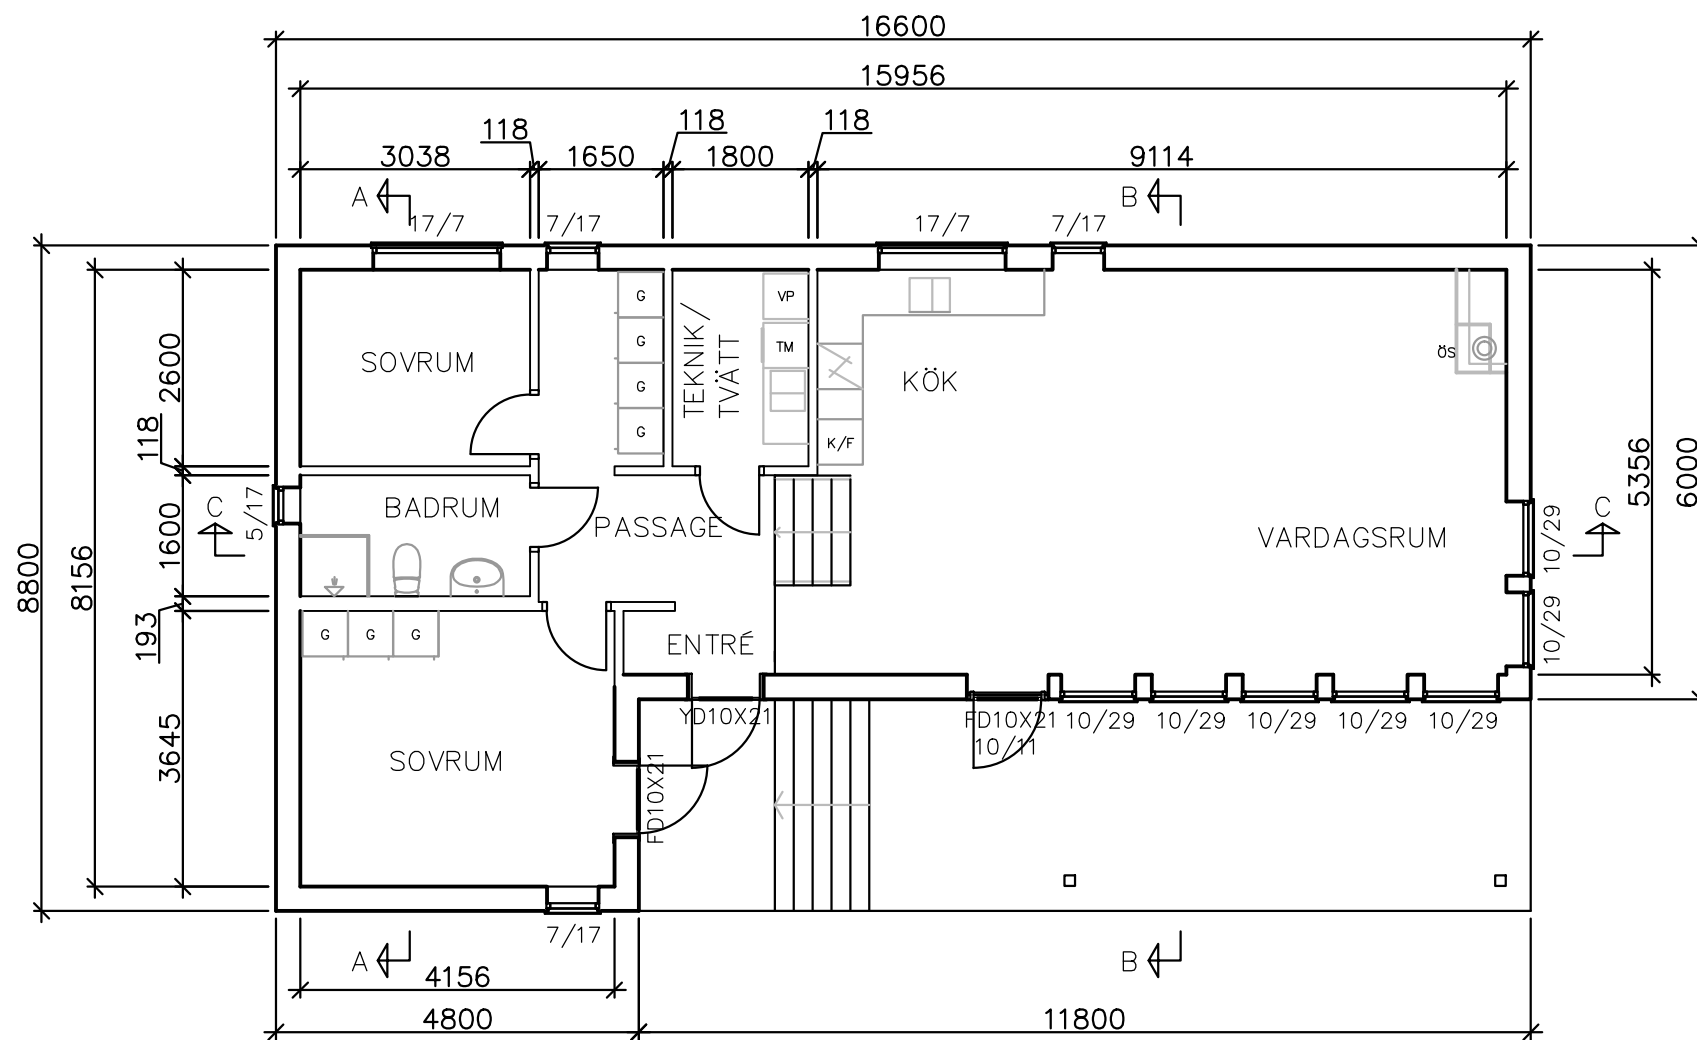 16600
15956
118
118
118
3038
1650
1800
9114
A
B
17/7
7/17
17/7
7/17
G
G
G
G
VP
TM
TEKNIK/
TVÄTT
SOVRUM
KÖK
ös
K/F
2600
118
1600
193
3645
8156
8800
5356
6000
C
5/17
BADRUM
PASSAGE
VARDAGSRUM
10/29
C
10/29
G
G
G
ENTRÉ
YD10X21
FD10X21
10/11
10/29
10/29
10/29
10/29
10/29
SOVRUM
FD10X21
7/17
A
B
4156
4800
11800